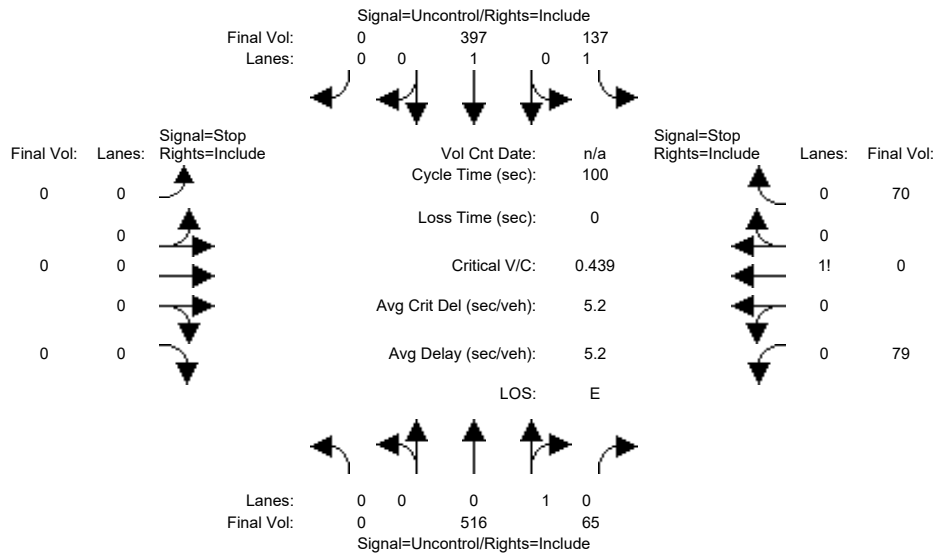 Signal=Uncontrol/Rights=Include
Final Vol: 0 397 137
Lanes: 0 0 1 0 1
Signal=Stop
Final Vol: Lanes: Rights=Include
Vol Cnt Date: n/a
Signal=Stop
Rights=Include Lanes: Final Vol:
Cycle Time (sec): 100
0 0
0 70
Loss Time (sec): 0
0
0
0 0
Critical V/C: 0.439
1! 0
0
Avg Crit Del (sec/veh): 5.2
0
0 0
Avg Delay (sec/veh): 5.2
0 79
LOS: E
Lanes: 0 0 0 1 0
Final Vol: 0 516 65
Signal=Uncontrol/Rights=Include